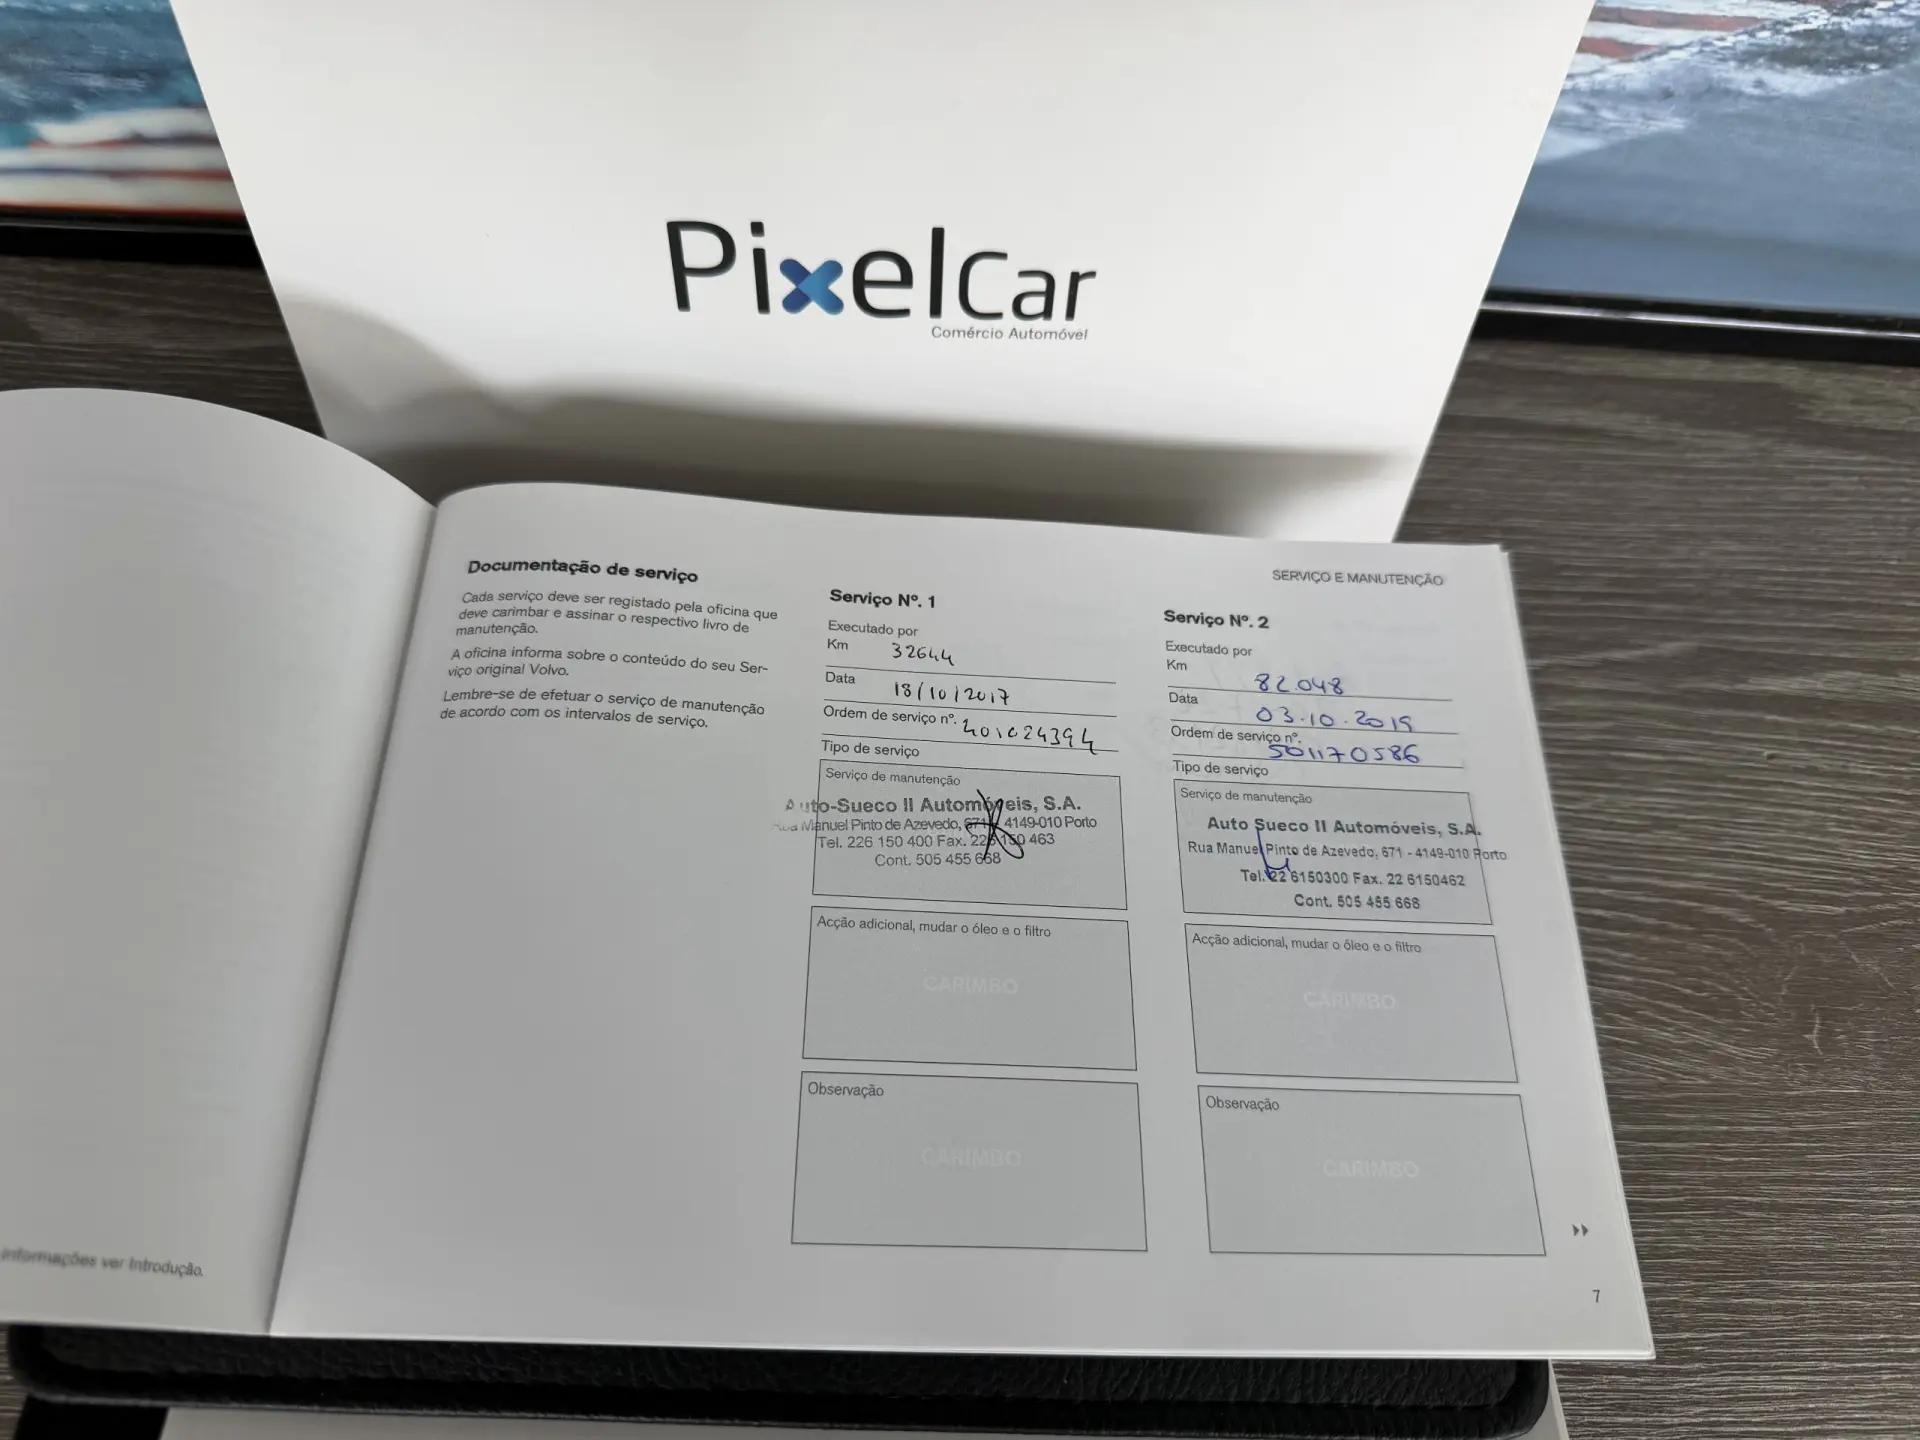 PixelCar
Comércio Automóvel
SERVIÇO E MANUTENÇÃO
Documentação de serviço
Cada serviço deve ser registado pela oficina que
deve carimbar e assinar o respectivo livro de
manutenção.
A oficina informa sobre o conteúdo do seu Ser-
viço original Volvo.
Lembre-se de efetuar o serviço de manutenção
de acordo com os intervalos de serviço.
Serviço Nº. 1
Executado por
Km 32644
Data 18/10/2017
Ordem de serviço nº.
Tipo de serviço
Serviço de manutenção
Auto-Sueco II Automóveis, S.A.
Rua Manuel Pinto de Azevedo, 671 - 4149-010 Porto
Tel. 226 150 400 Fax. 226 150 463
Cont. 505 455 668
Acção adicional, mudar o óleo e o filtro
CARIMBO
Observação
CARIMBO
Serviço Nº. 2
Executado por
Km 82.048
Data 03.10.2019
Ordem de serviço nº. 501170586
Tipo de serviço
Serviço de manutenção
Auto Sueco II Automóveis, S.A.
Rua Manuel Pinto de Azevedo, 671 - 4149-010 Porto
Tel. 22 6150300 Fax. 22 6150462
Cont. 505 455 668
Acção adicional, mudar o óleo e o filtro
CARIMBO
Observação
CARIMBO
informações ver Introdução.
7